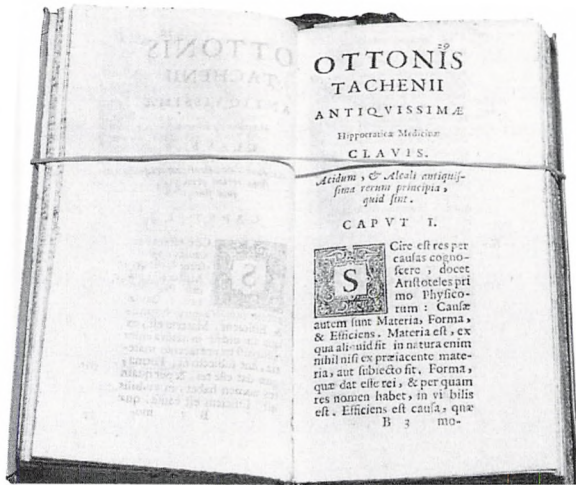 29
OTTONIS
TACHENII
ANTIQVISSIMÆ
Hippocraticæ Medicinæ
CLAVIS.
Acidum, & Alcali antiquis-
sima rerum principia,
quid sint.
CAPVT I.
SCire est res per
causas cogno-
scere, docet
Aristoteles pri
mo Physico-
rum: Causæ
autem sunt Materia, Forma,
& Efficiens. Materia est, ex
qua aliquid fit in natura enim
nihil nisi ex præiacente mate-
ria, aut subiecto fit. Forma,
quæ dat esse rei, & per quam
res nomen habet, in vi bilis
est. Efficiens est causa, quæ
B 3 mo-